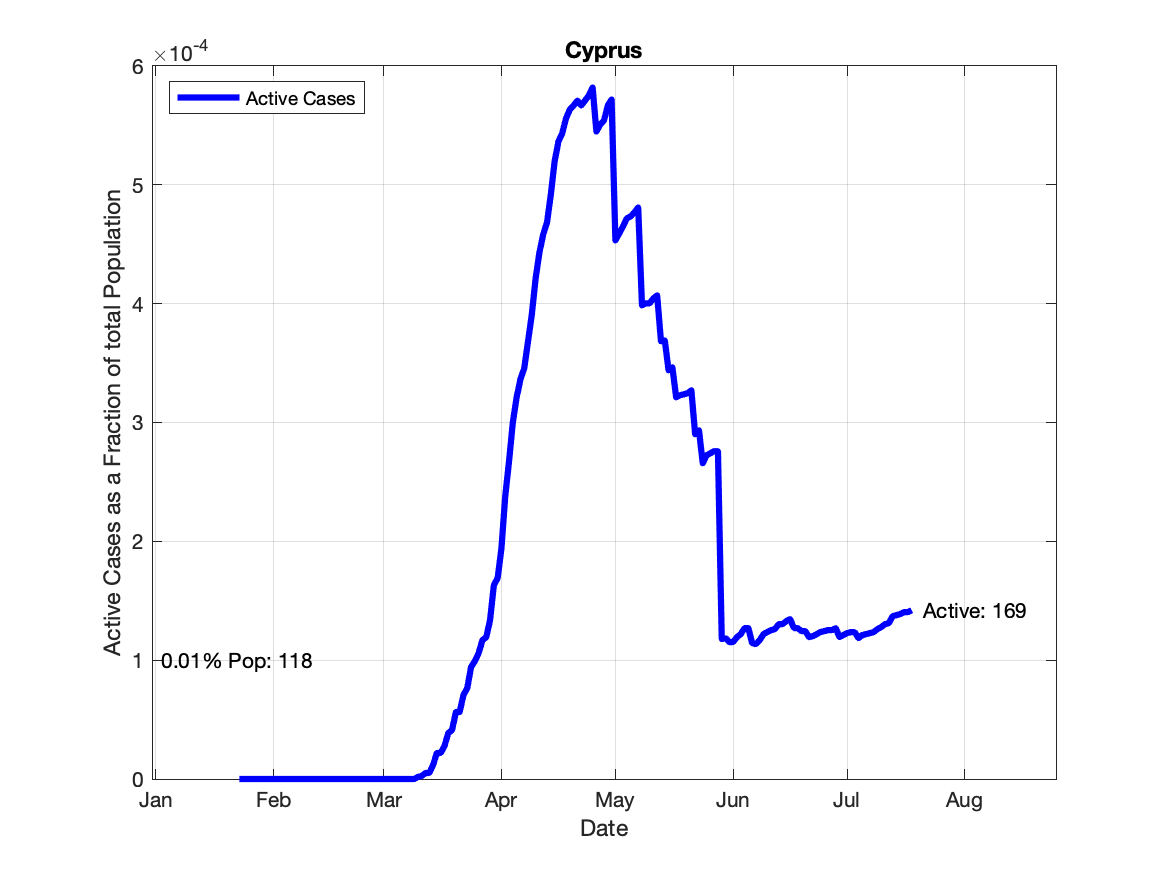 Cyprus
×10-4
Active Cases
6
5
4
3
2
1
0
Active Cases as a Fraction of total Population
0.01% Pop: 118
Active: 169
Jan Feb Mar Apr May Jun Jul Aug
Date